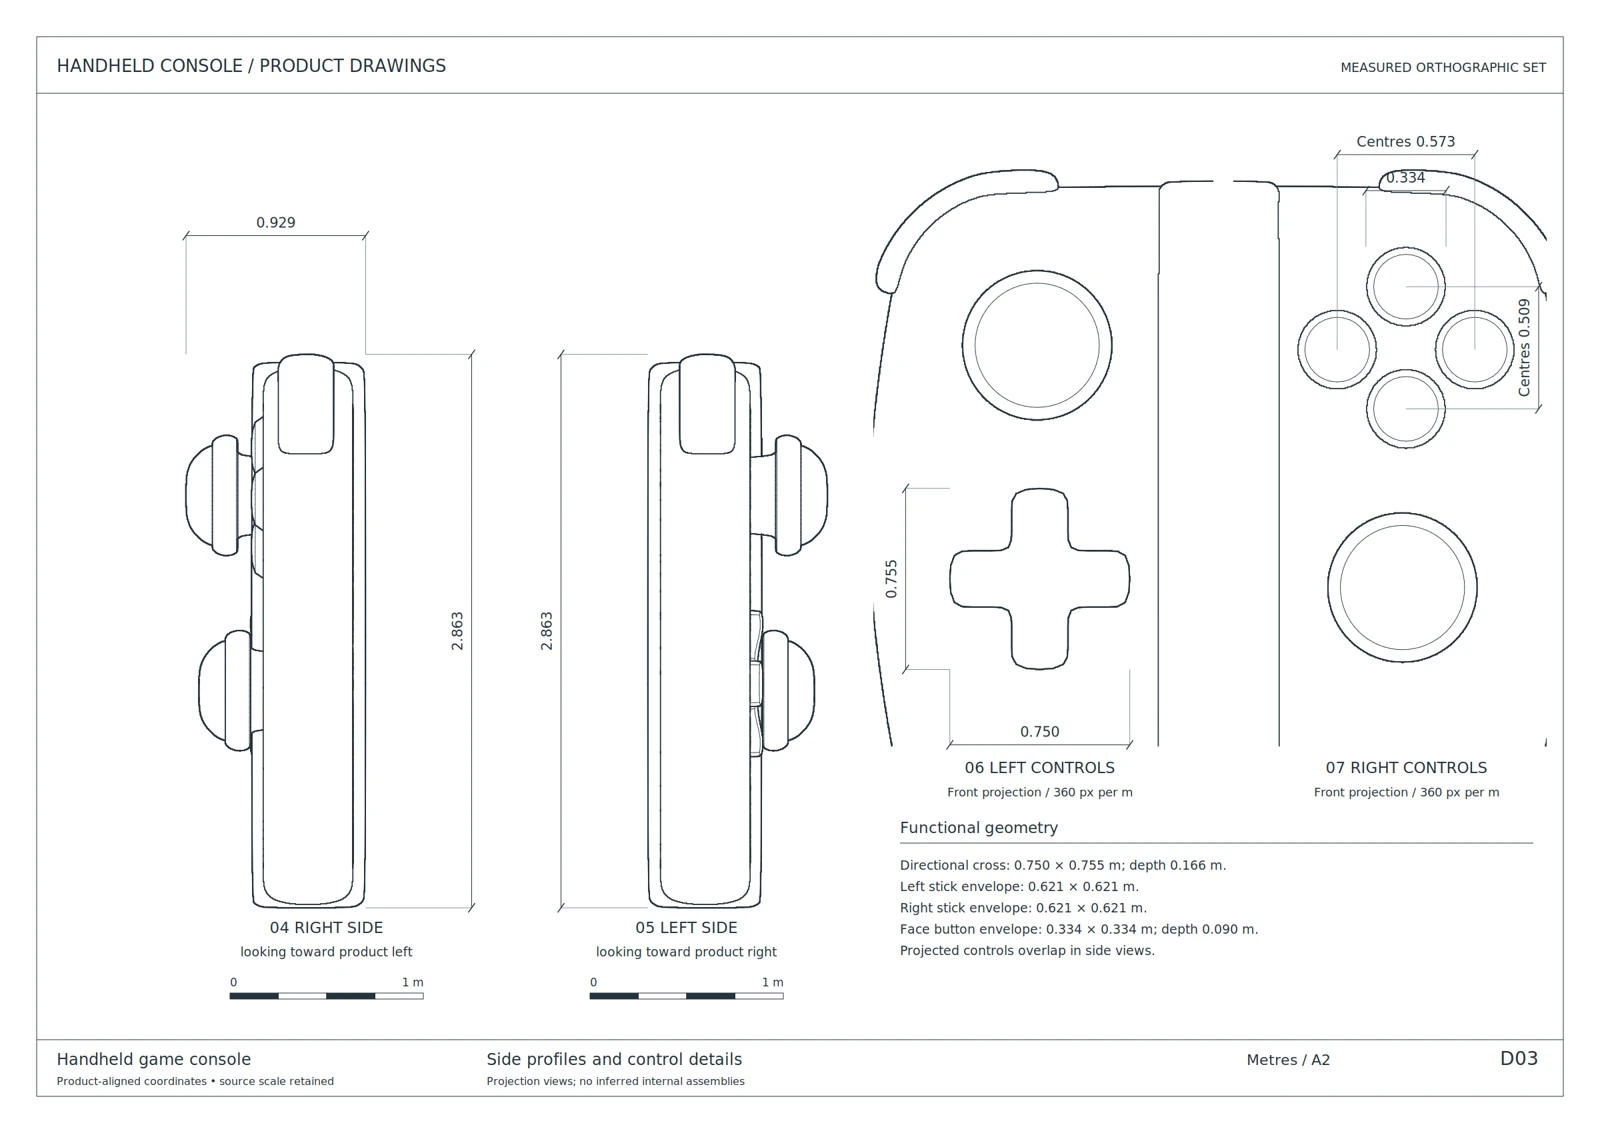 HANDHELD CONSOLE / PRODUCT DRAWINGS
MEASURED ORTHOGRAPHIC SET
0.929
2.863
04 RIGHT SIDE
looking toward product left
0
1 m
2.863
05 LEFT SIDE
looking toward product right
0
1 m
0.755
0.750
06 LEFT CONTROLS
Front projection / 360 px per m
Centres 0.573
0.334
Centres 0.509
07 RIGHT CONTROLS
Front projection / 360 px per m
Functional geometry
Directional cross: 0.750 × 0.755 m; depth 0.166 m.
Left stick envelope: 0.621 × 0.621 m.
Right stick envelope: 0.621 × 0.621 m.
Face button envelope: 0.334 × 0.334 m; depth 0.090 m.
Projected controls overlap in side views.
Handheld game console
Product-aligned coordinates • source scale retained
Side profiles and control details
Projection views; no inferred internal assemblies
Metres / A2
D03